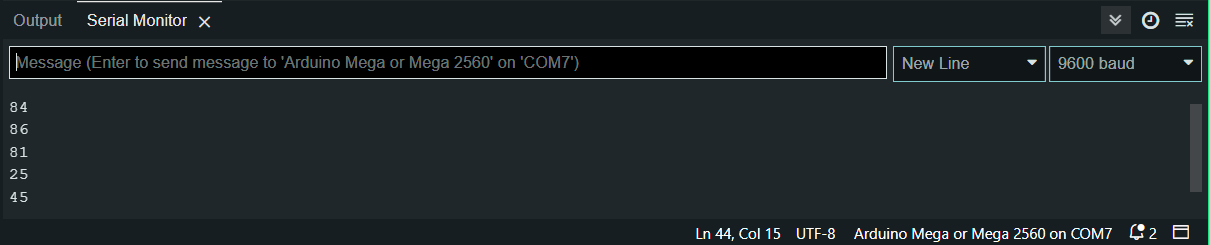 Output Serial Monitor
Message (Enter to send message to 'Arduino Mega or Mega 2560' on 'COM7') New Line 9600 baud
84
86
81
25
45
Ln 44, Col 15 UTF-8 Arduino Mega or Mega 2560 on COM7 2